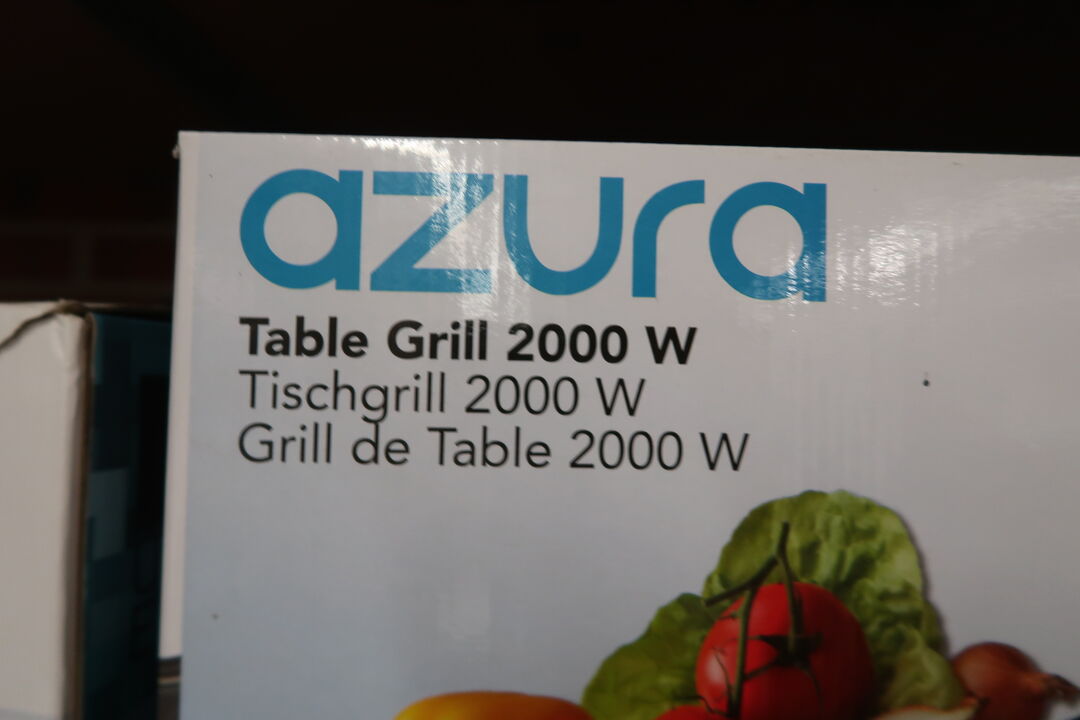 azura
Table Grill 2000 W
Tischgrill 2000 W
Grill de Table 2000 W